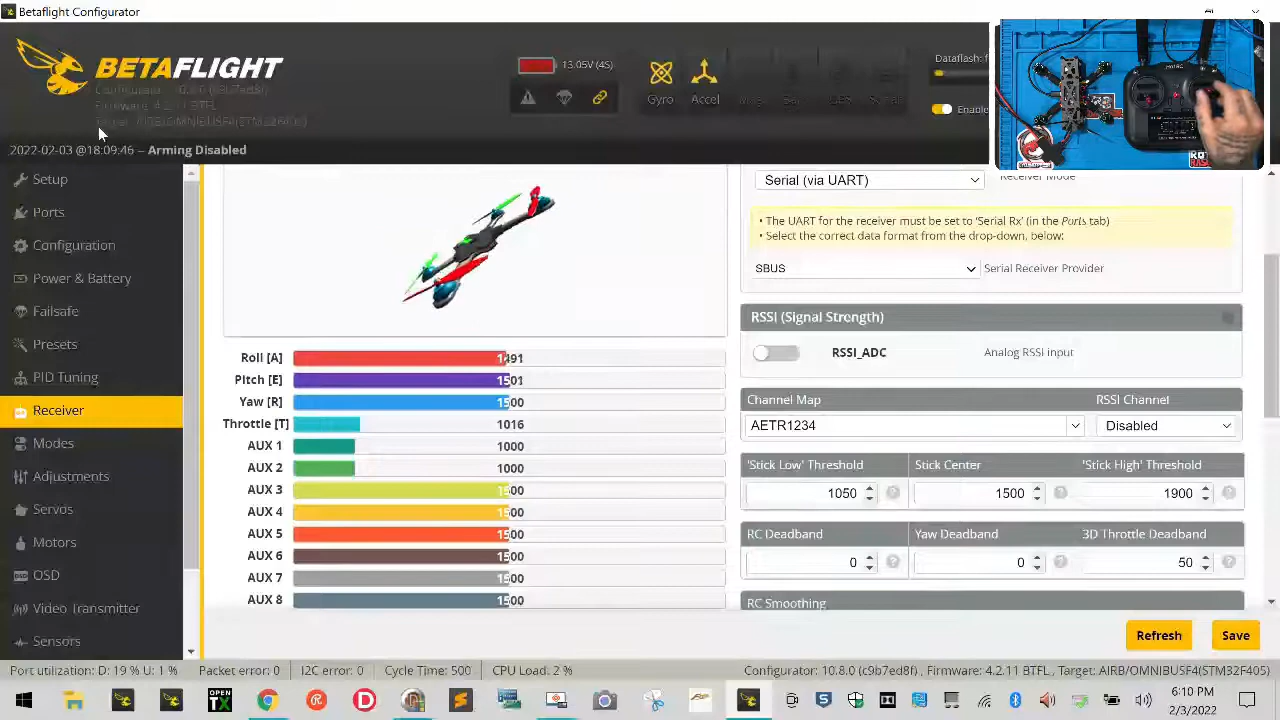 Betaflight Configurator
BETAFLIGHT
13.05V (4S)
Gyro
Accel
Dataflash: f
Enable
2022-02-03 @18:09:46 -- Arming Disabled
Setup
Ports
Configuration
Power & Battery
Failsafe
Presets
PID Tuning
Receiver
Modes
Adjustments
Servos
Motors
OSD
Video Transmitter
Sensors
Roll [A] 1491
Pitch [E] 1501
Yaw [R] 1500
Throttle [T] 1016
AUX 1 1000
AUX 2 1000
AUX 3 1500
AUX 4 1500
AUX 5 1500
AUX 6 1500
AUX 7 1500
AUX 8 1500
Serial (via UART) Receiver Mode
• The UART for the receiver must be set to 'Serial Rx' (in the Ports tab)
• Select the correct data format from the drop-down, below:
SBUS Serial Receiver Provider
RSSI (Signal Strength)
RSSI_ADC Analog RSSI input
Channel Map RSSI Channel
AETR1234 Disabled
'Stick Low' Threshold Stick Center 'Stick High' Threshold
1050 1500 1900
RC Deadband Yaw Deadband 3D Throttle Deadband
0 0 50
RC Smoothing
Refresh Save
Port utilization: D: 19 % U: 1 % Packet error: 0 I2C error: 0 Cycle Time: 500 CPU Load: 2 % Configurator: 10.8.0 (c9b7ed8f), Firmware: 4.2.11 BTFL, Target: AIRB/OMNIBUSF4(STM32F405)
OPEN
TX
6:10 PM
2/3/2022